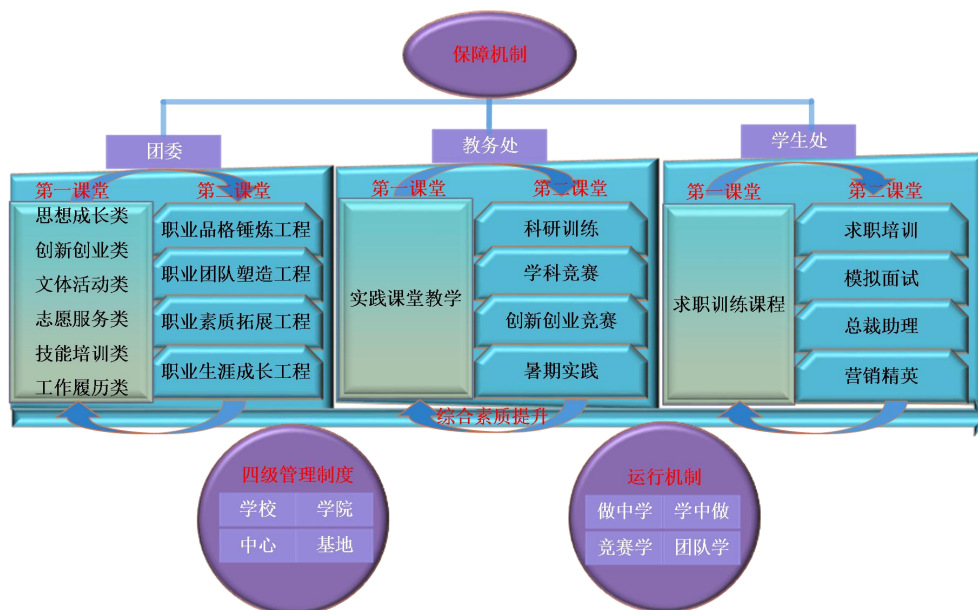 保障机制
团委
教务处
学生处
第一课堂
第二课堂
思想成长类
创新创业类
文体活动类
志愿服务类
技能培训类
工作履历类
职业品格锤炼工程
职业团队塑造工程
职业素质拓展工程
职业生涯成长工程
第一课堂
第二课堂
实践课堂教学
科研训练
学科竞赛
创新创业竞赛
暑期实践
第一课堂
第二课堂
求职训练课程
求职培训
模拟面试
总裁助理
营销精英
综合素质提升
四级管理制度
学校
学院
中心
基地
运行机制
做中学
学中做
竞赛学
团队学